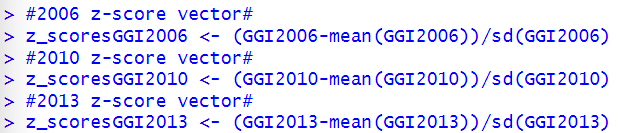 > #2006 z-score vector#
> z_scoresGGI2006 <- (GGI2006-mean(GGI2006))/sd(GGI2006)
> #2010 z-score vector#
> z_scoresGGI2010 <- (GGI2010-mean(GGI2010))/sd(GGI2010)
> #2013 z-score vector#
> z_scoresGGI2013 <- (GGI2013-mean(GGI2013))/sd(GGI2013)